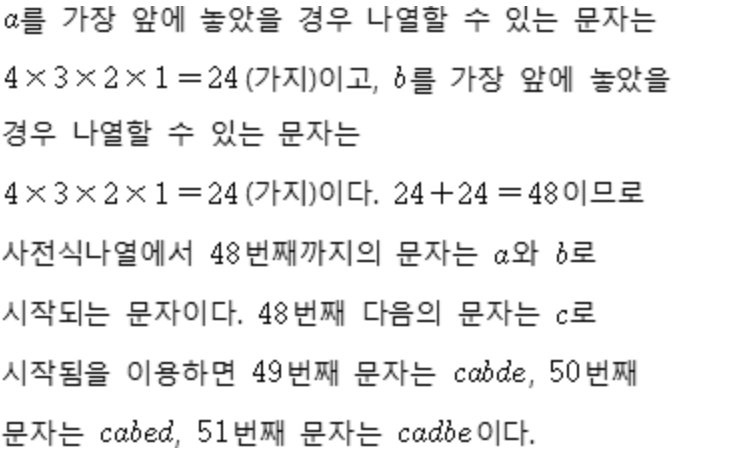 a를 가장 앞에 놓았을 경우 나열할 수 있는 문자는
4×3×2×1=24(가지)이고, b를 가장 앞에 놓았을
경우 나열할 수 있는 문자는
4×3×2×1=24(가지)이다. 24+24=48이므로
사전식나열에서 48번째까지의 문자는 a와 b로
시작되는 문자이다. 48번째 다음의 문자는 c로
시작됨을 이용하면 49번째 문자는 cabde, 50번째
문자는 cabed, 51번째 문자는 cadbe이다.